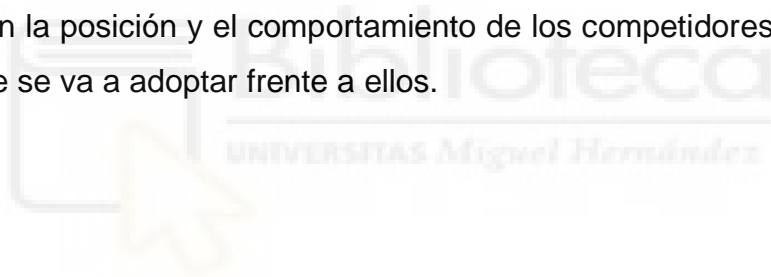 n la posición y el comportamiento de los competidores
e se va a adoptar frente a ellos.
Biblioteca
UNIVERSITAS Miguel Hernández